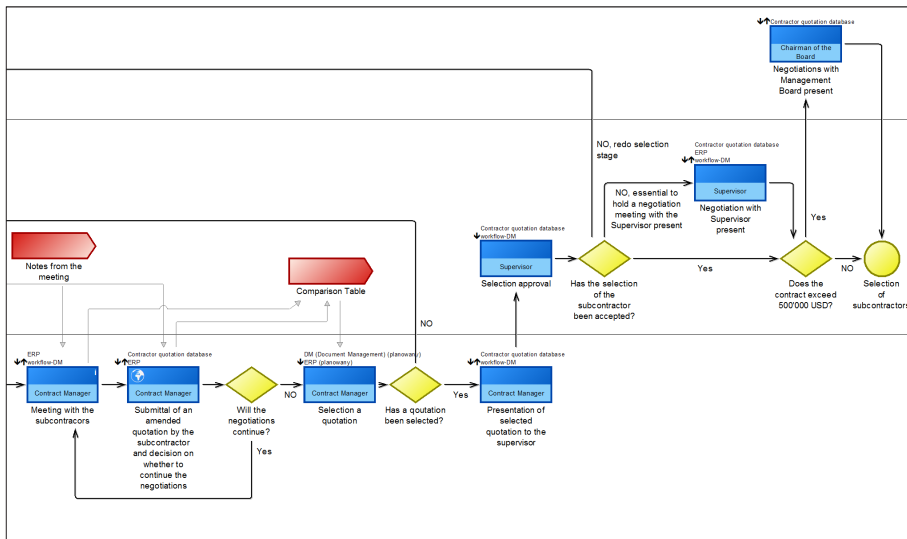 Contractor quotation database
Chairman of the
Board
Negotiations with
Management
Board present
NO, redo selection
stage
Contractor quotation database
ERP
workflow-DM
Supervisor
Negotiation with
Supervisor
present
NO, essential to
hold a negotiation
meeting with the
Supervisor present
Yes
Contractor quotation database
workflow-DM
Supervisor
Selection approval
Has the selection
of the
subcontractor
been accepted?
Yes
Does the
contract exceed
500'000 USD?
NO
Selection
of
subcontractors
Notes from the
meeting
Comparison Table
NO
ERP
workflow-DM
Contract Manager
Meeting with the
subcontracors
Contractor quotation database
ERP
Contract Manager
Submittal of an
amended
quotation by the
subcontractor
and decision on
whether to
continue the
negotiations
Will the
negotiations
continue?
NO
Yes
DM (Document Management) (planowany)
ERP (planowany)
Contract Manager
Selection a
quotation
Has a qoutation
been selected?
Yes
Contractor quotation database
workflow-DM
Contract Manager
Presentation of
selected
quotation to the
supervisor